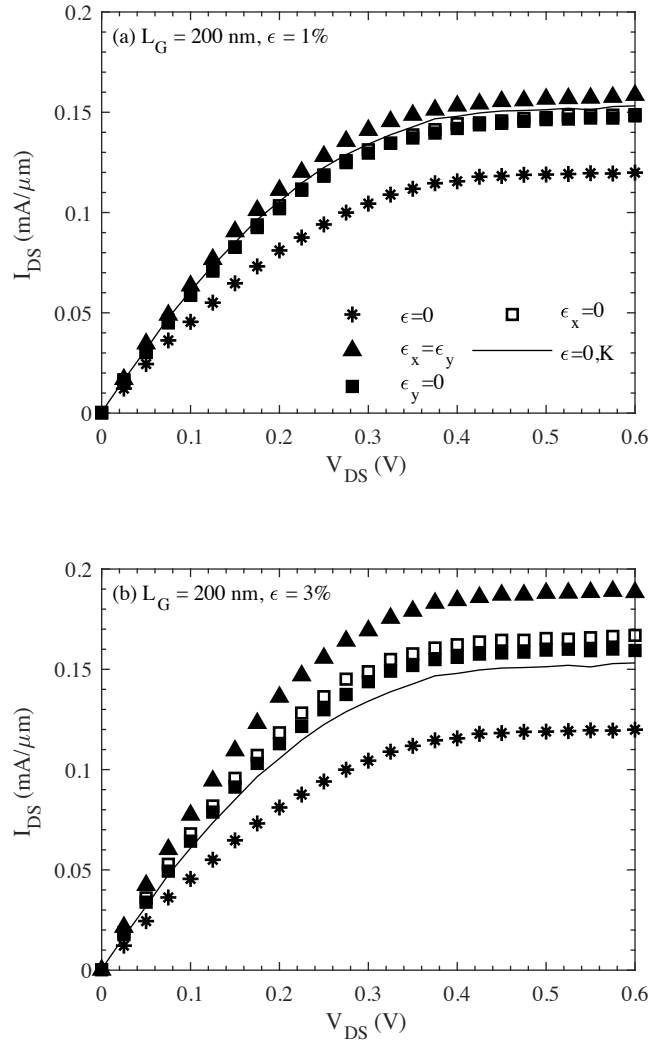 (a) L_G = 200 nm, ϵ = 1%
0.2
0.15
0.1
0.05
0
I_DS (mA/μm)
ϵ=0
ϵ_x=0
ϵ_x=ϵ_y
ϵ=0,K
ϵ_y=0
0 0.1 0.2 0.3 0.4 0.5 0.6
V_DS (V)
(b) L_G = 200 nm, ϵ = 3%
0.2
0.15
0.1
0.05
0
I_DS (mA/μm)
0 0.1 0.2 0.3 0.4 0.5 0.6
V_DS (V)